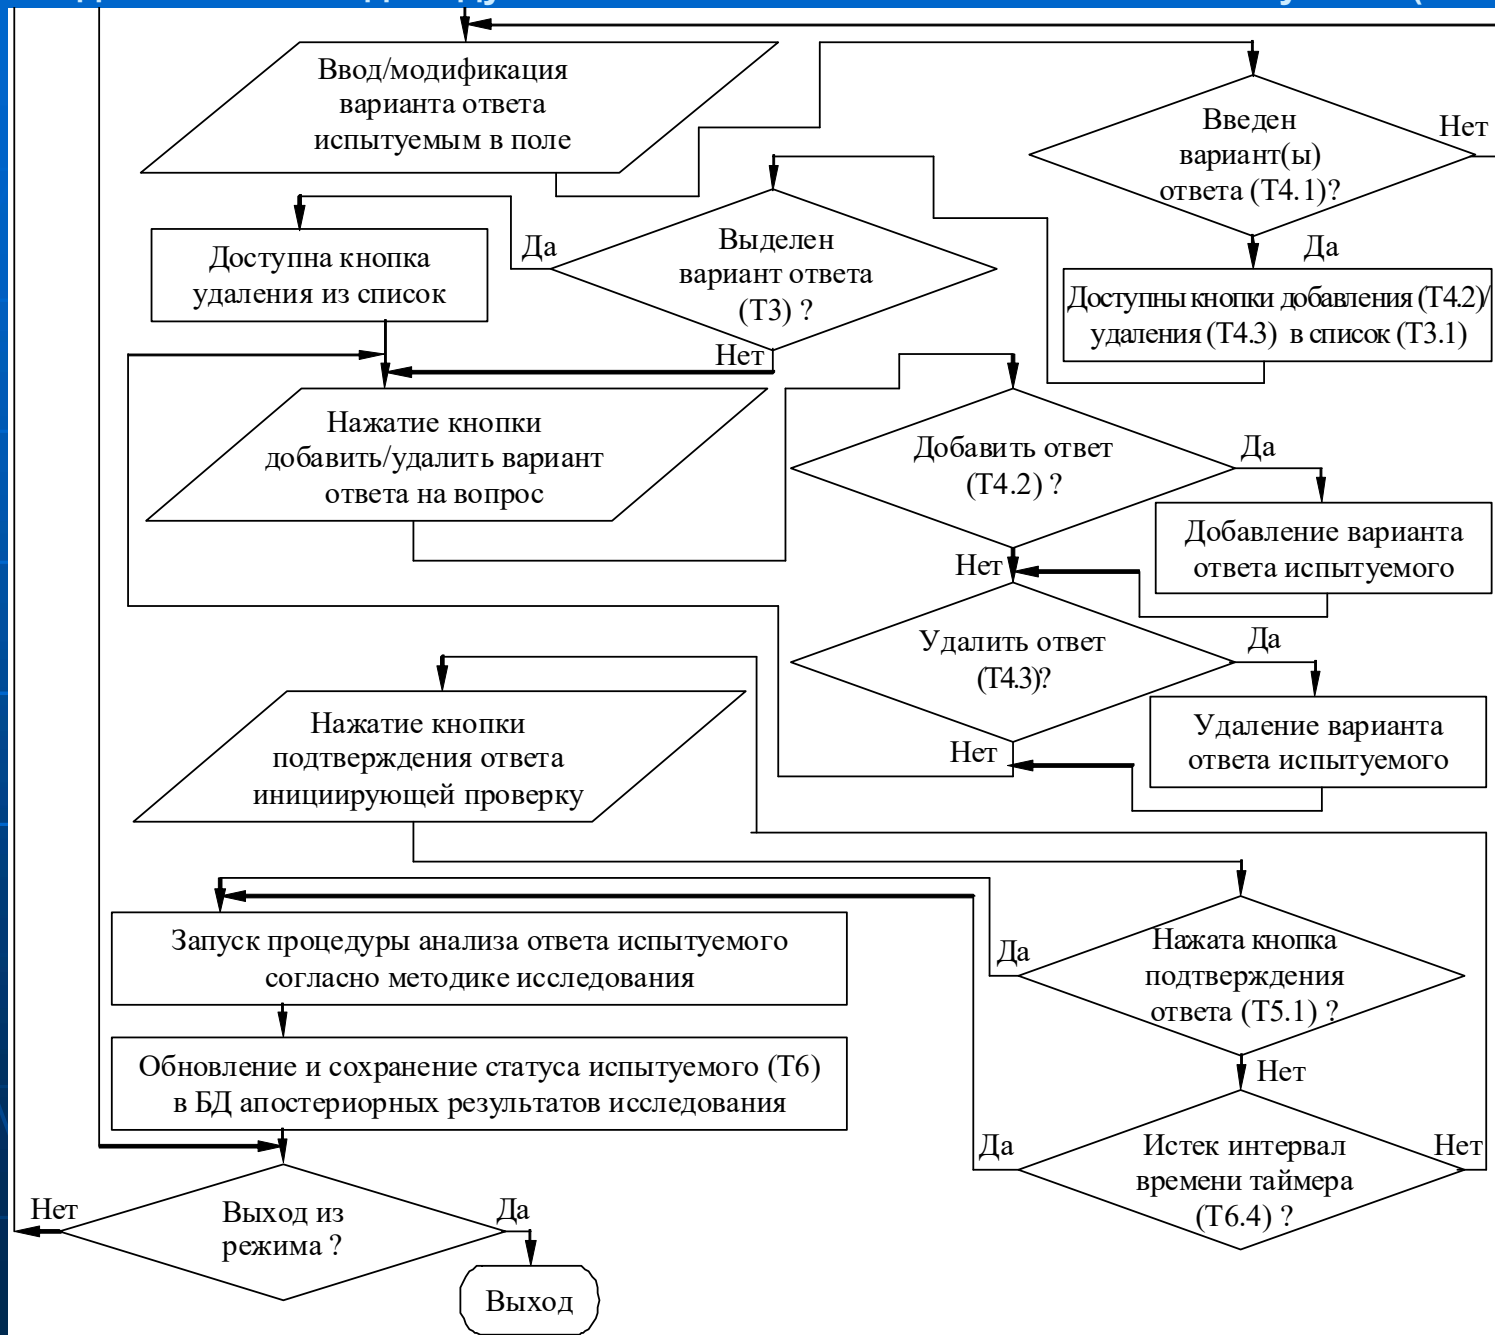 Ввод/модификация
варианта ответа
испытуемым в поле
Введен
вариант(ы)
ответа (Т4.1)?
Нет
Да
Выделен
вариант ответа
(Т3) ?
Да
Нет
Доступна кнопка
удаления из список
Доступны кнопки добавления (Т4.2)/
удаления (Т4.3) в список (Т3.1)
Нажатие кнопки
добавить/удалить вариант
ответа на вопрос
Добавить ответ
(Т4.2) ?
Да
Нет
Добавление варианта
ответа испытуемого
Удалить ответ
(Т4.3)?
Да
Нет
Удаление варианта
ответа испытуемого
Нажатие кнопки
подтверждения ответа
инициирующей проверку
Нажата кнопка
подтверждения
ответа (Т5.1) ?
Да
Нет
Запуск процедуры анализа ответа испытуемого
согласно методике исследования
Обновление и сохранение статуса испытуемого (Т6)
в БД апостериорных результатов исследования
Истек интервал
времени таймера
(Т6.4) ?
Да
Нет
Выход из
режима ?
Нет
Да
Выход